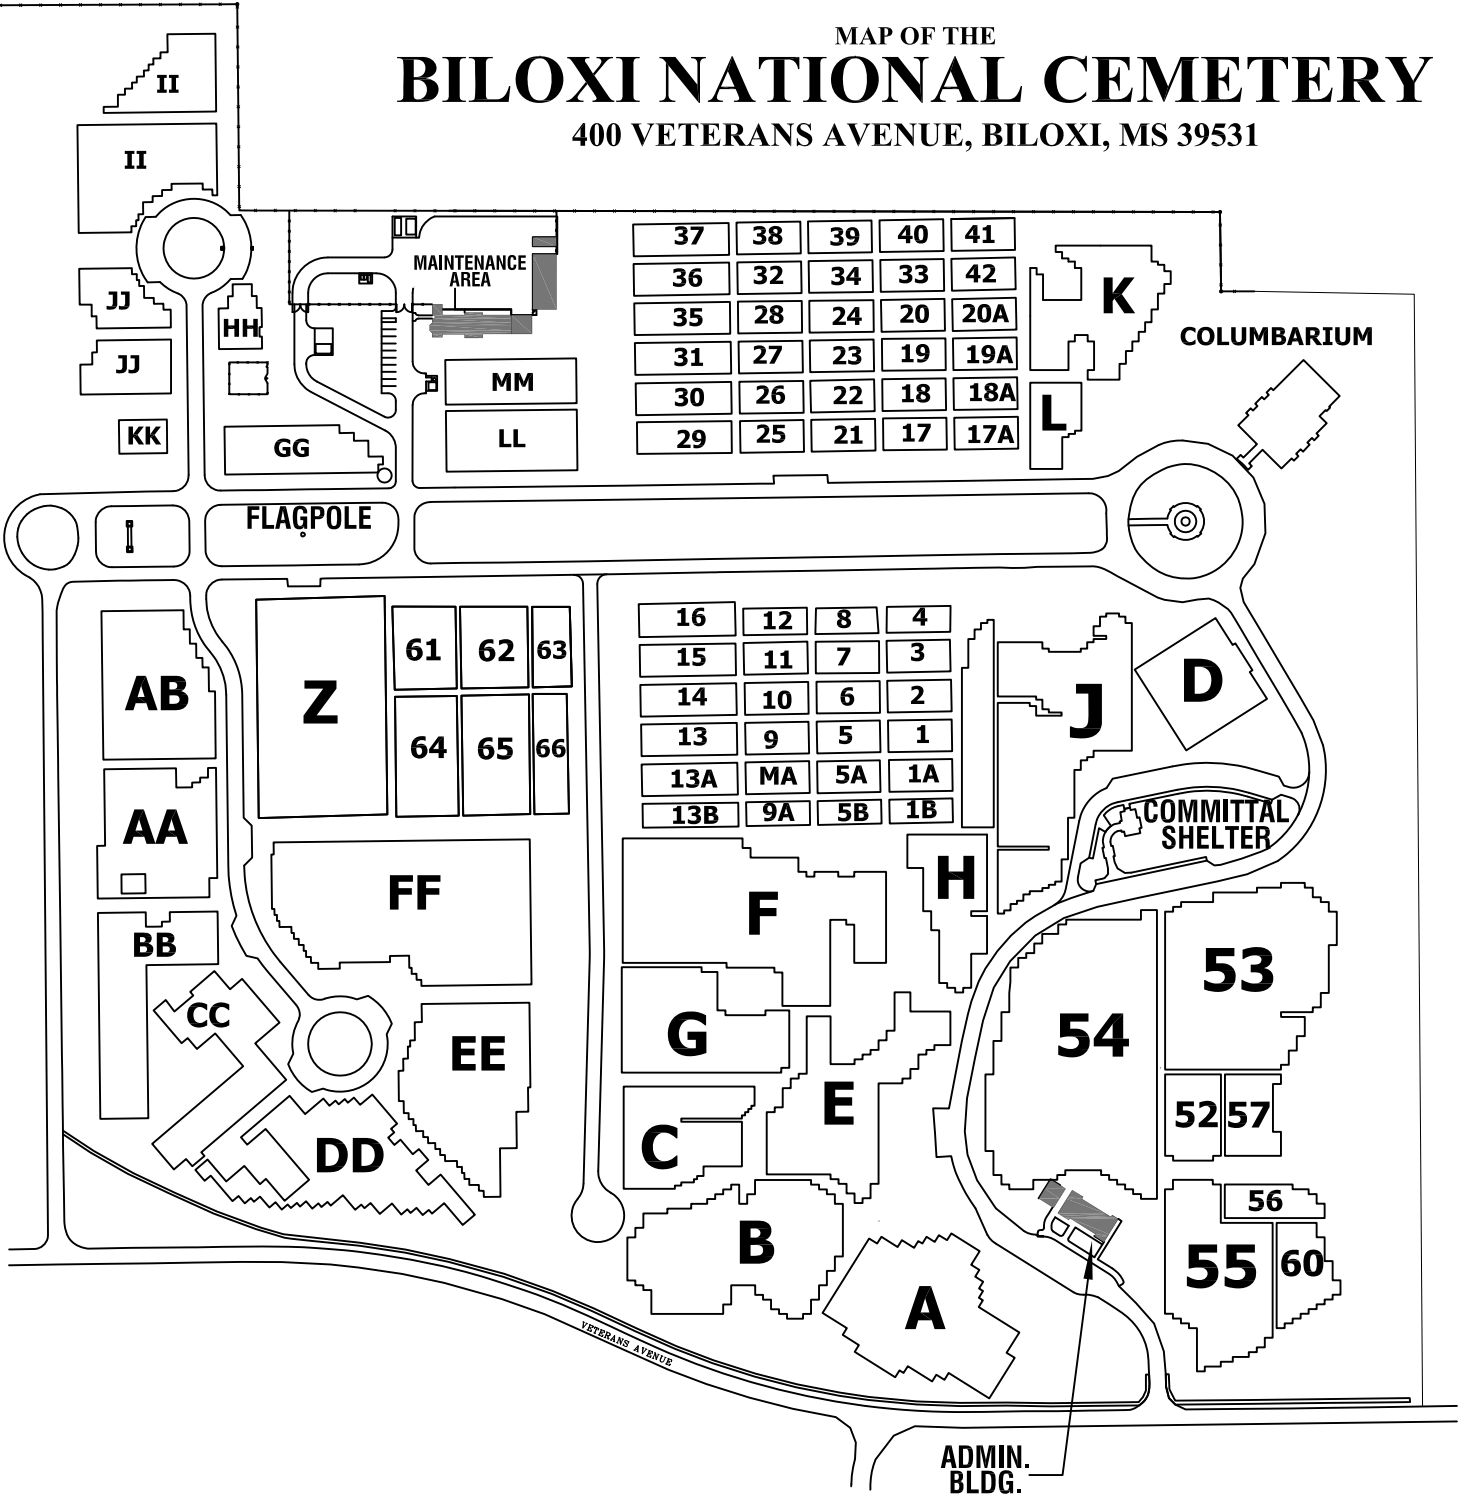 MAP OF THE
BILOXI NATIONAL CEMETERY
400 VETERANS AVENUE, BILOXI, MS 39531
II
II
JJ
HH
JJ
KK
GG
MAINTENANCE
AREA
MM
LL
37 38 39 40 41
36 32 34 33 42
35 28 24 20 20A
31 27 23 19 19A
30 26 22 18 18A
29 25 21 17 17A
K
L
COLUMBARIUM
FLAGPOLE
AB
Z
61 62 63
64 65 66
16 12 8 4
15 11 7 3
14 10 6 2
13 9 5 1
13A MA 5A 1A
13B 9A 5B 1B
J
D
COMMITTAL
SHELTER
AA
FF
F
H
BB
CC
EE
G
54
53
DD
C
E
52 57
B
A
56
55
60
VETERANS AVENUE
ADMIN.
BLDG.